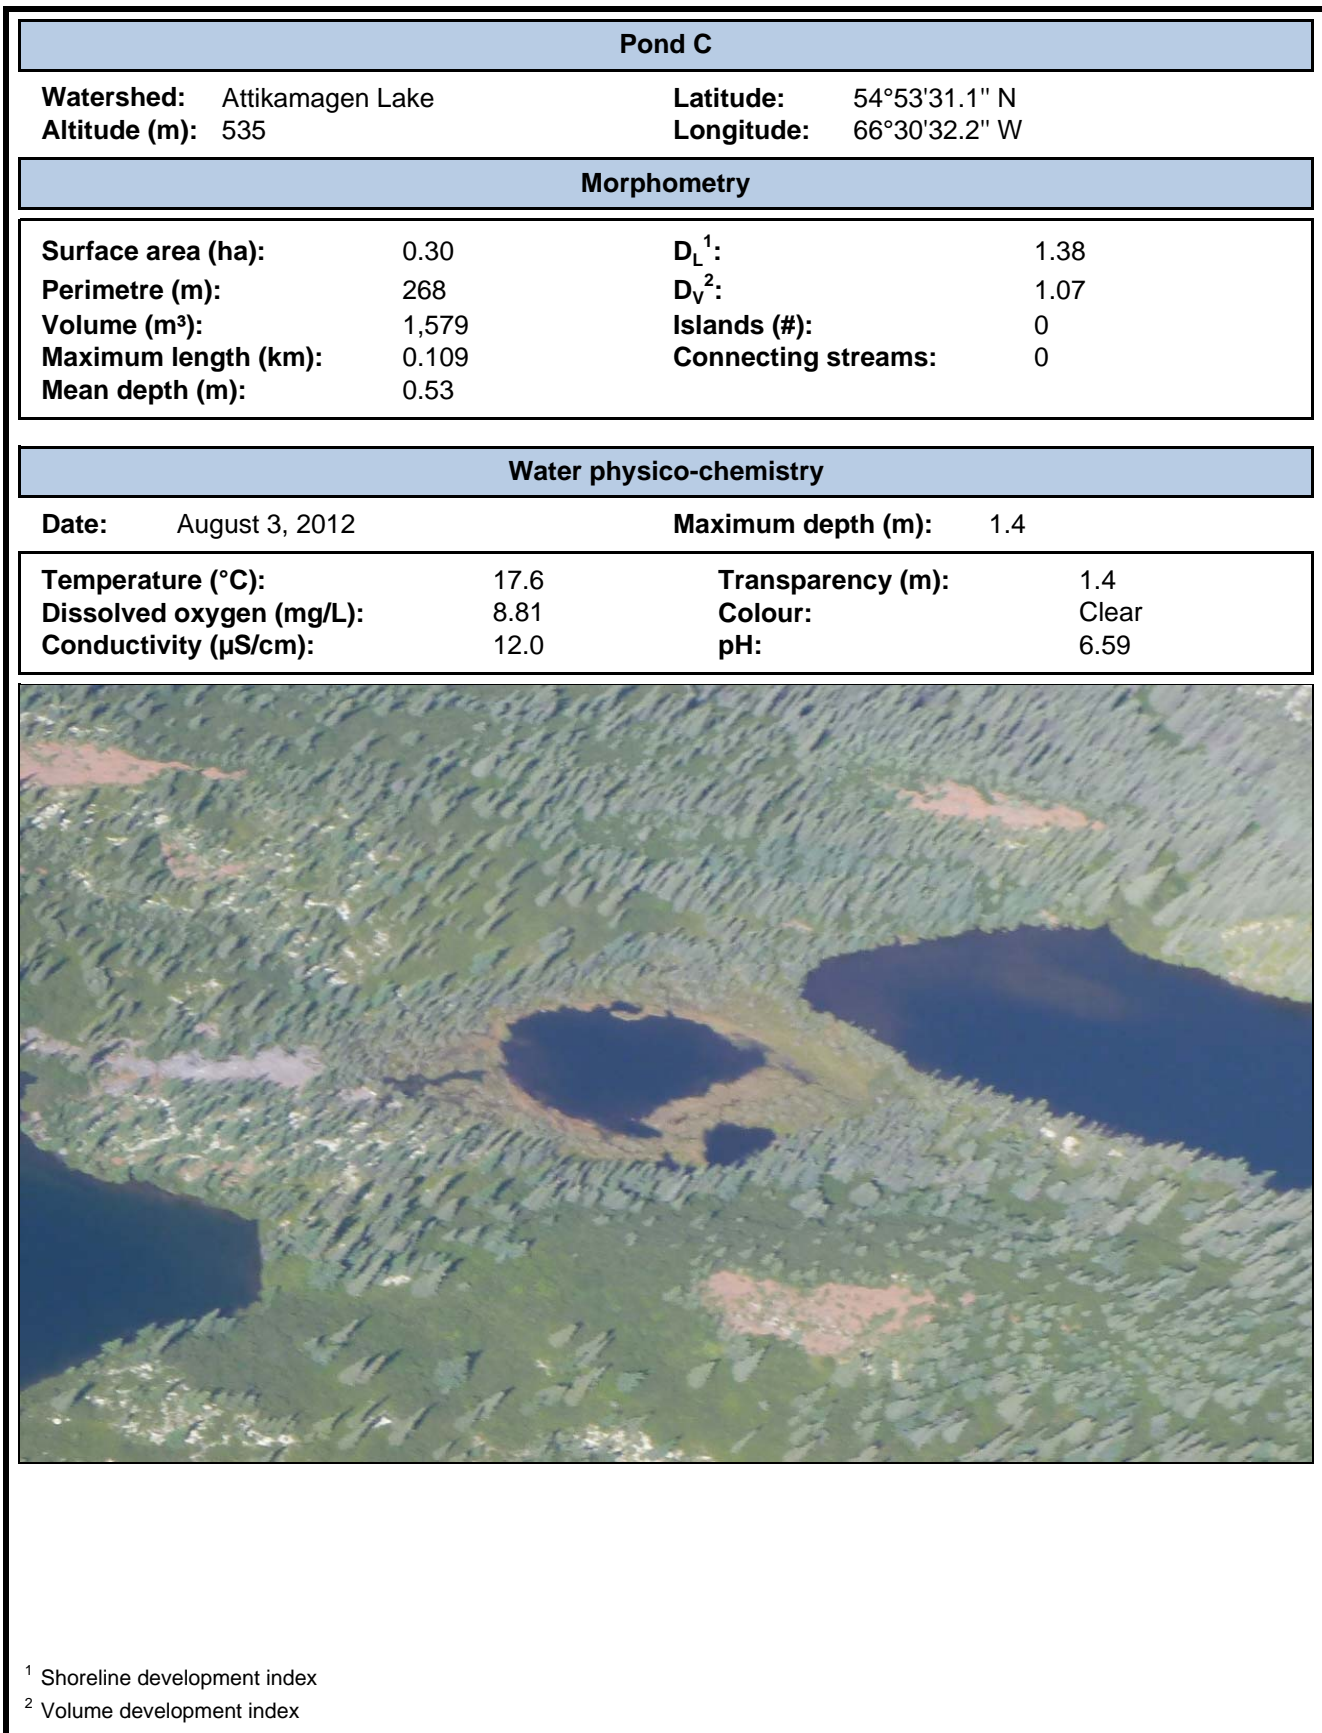 Pond C
Watershed: Attikamagen Lake Latitude: 54°53'31.1" N
Altitude (m): 535 Longitude: 66°30'32.2" W
Morphometry
Surface area (ha): 0.30 D_L^1: 1.38
Perimetre (m): 268 D_V^2: 1.07
Volume (m³): 1,579 Islands (#): 0
Maximum length (km): 0.109 Connecting streams: 0
Mean depth (m): 0.53
Water physico-chemistry
Date: August 3, 2012 Maximum depth (m): 1.4
Temperature (°C): 17.6 Transparency (m): 1.4
Dissolved oxygen (mg/L): 8.81 Colour: Clear
Conductivity (µS/cm): 12.0 pH: 6.59
1 Shoreline development index
2 Volume development index